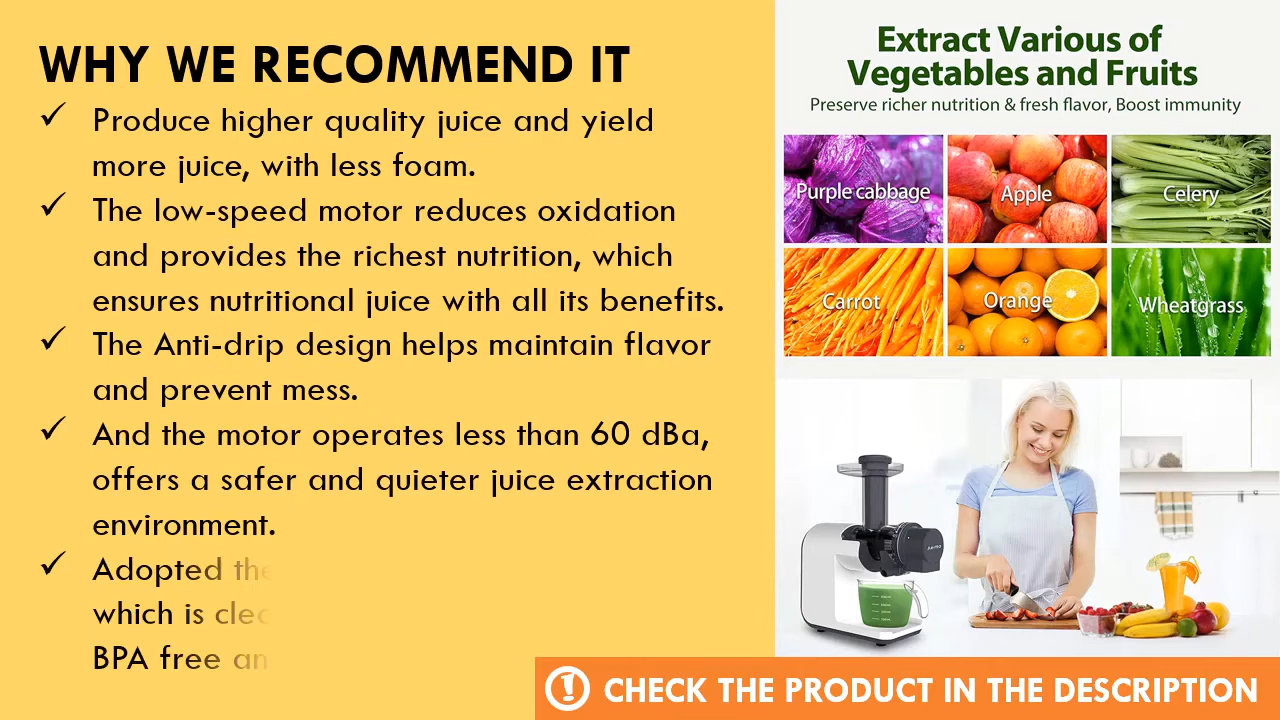 WHY WE RECOMMEND IT
✓ Produce higher quality juice and yield
more juice, with less foam.
✓ The low-speed motor reduces oxidation
and provides the richest nutrition, which
ensures nutritional juice with all its benefits.
✓ The Anti-drip design helps maintain flavor
and prevent mess.
✓ And the motor operates less than 60 dBa,
offers a safer and quieter juice extraction
environment.
✓ Adopted the
which is
BPA free
Extract Various of
Vegetables and Fruits
Preserve richer nutrition & fresh flavor, Boost immunity
Purple cabbage
Apple
Celery
Carrot
Orange
Wheatgrass
CHECK THE PRODUCT IN THE DESCRIPTION